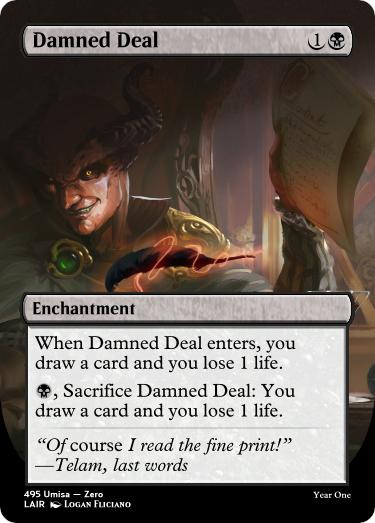 Damned Deal 1
Enchantment
When Damned Deal enters, you
draw a card and you lose 1 life.
, Sacrifice Damned Deal: You
draw a card and you lose 1 life.
“Of course I read the fine print!”
—Telam, last words
495 Umisa — Zero
LAIR Logan Fliciano
Year One